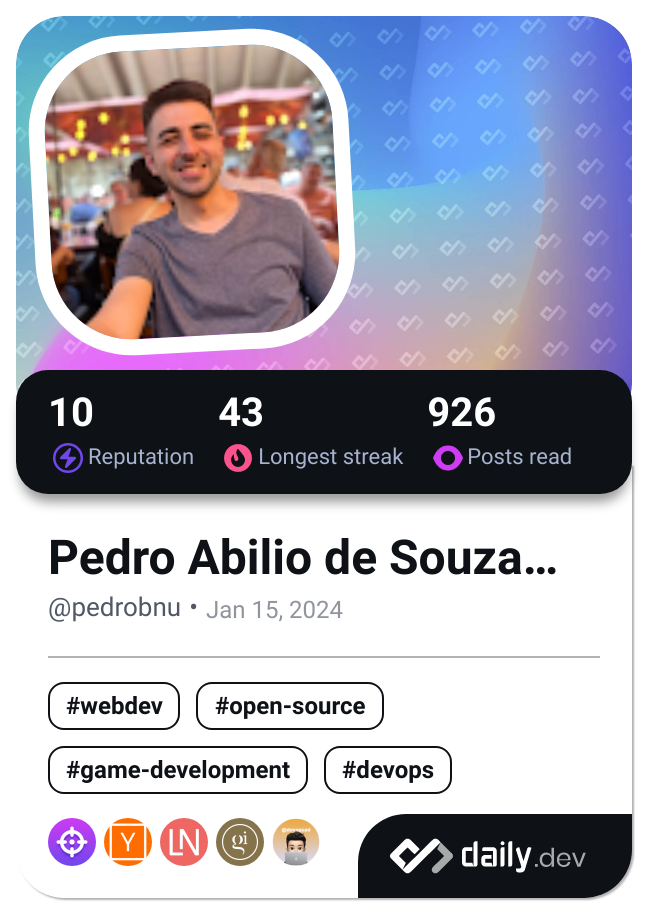 10 43 926
Reputation Longest streak Posts read
Pedro Abilio de Souza...
@pedrobnu • Jan 15, 2024
#webdev #open-source
#game-development #devops
Y LN gi
daily.dev